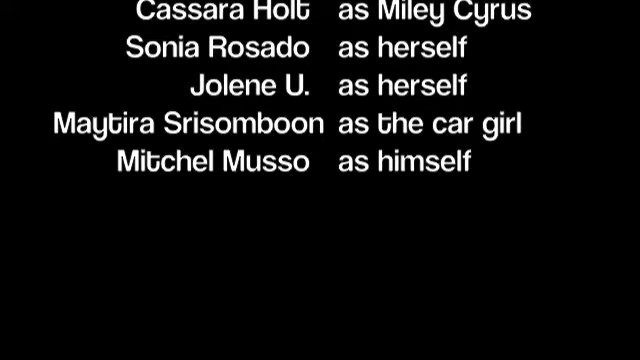 Cassara Holt as Miley Cyrus
Sonia Rosado as herself
Jolene U. as herself
Maytira Srisomboon as the car girl
Mitchel Musso as himself